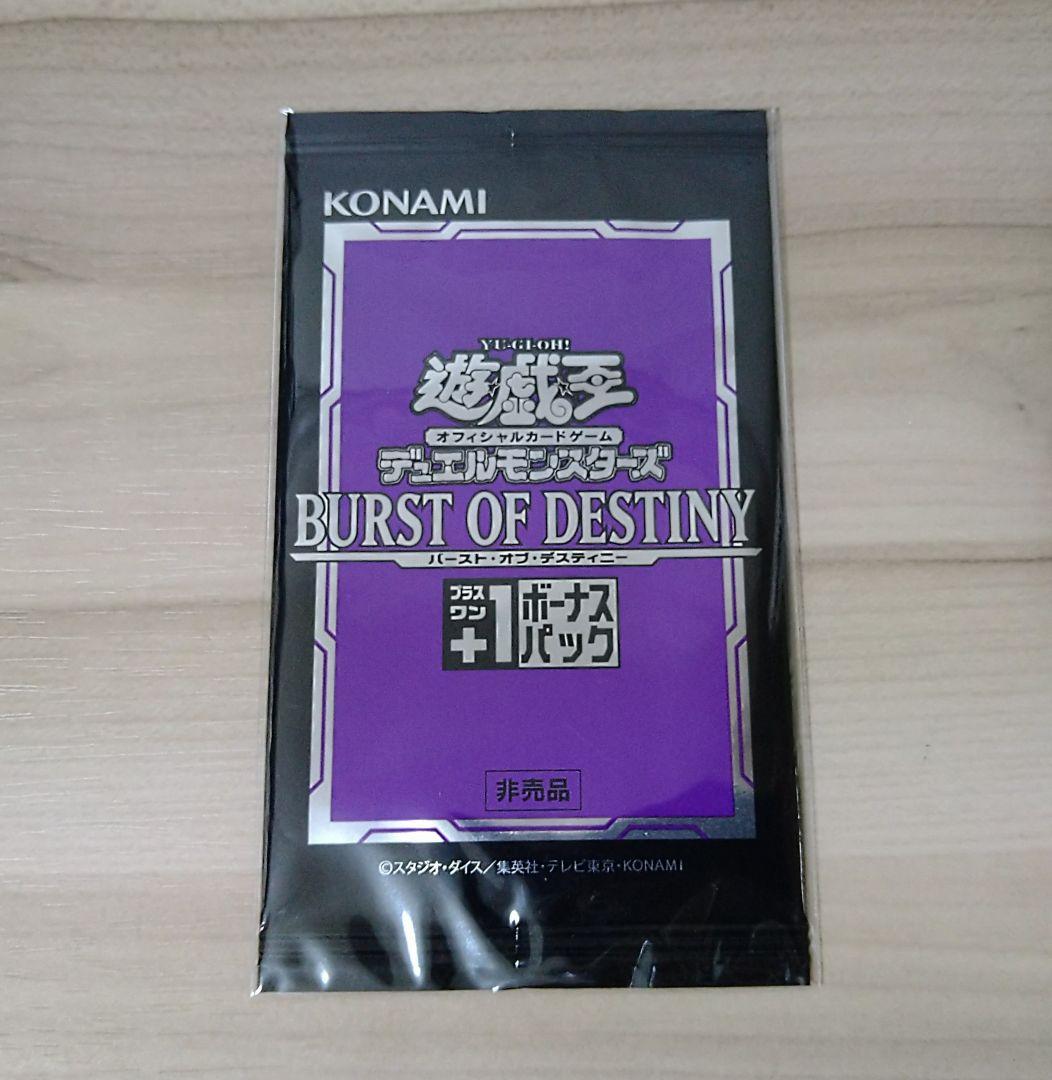 KONAMI
YU-GI-OH!
遊☆戯☆王
オフィシャルカードゲーム
デュエルモンスターズ
BURST OF DESTINY
バースト・オブ・デスティニー
プラス
ワン
+1
ボーナス
パック
非売品
©スタジオ・ダイス/集英社・テレビ東京・KONAMI